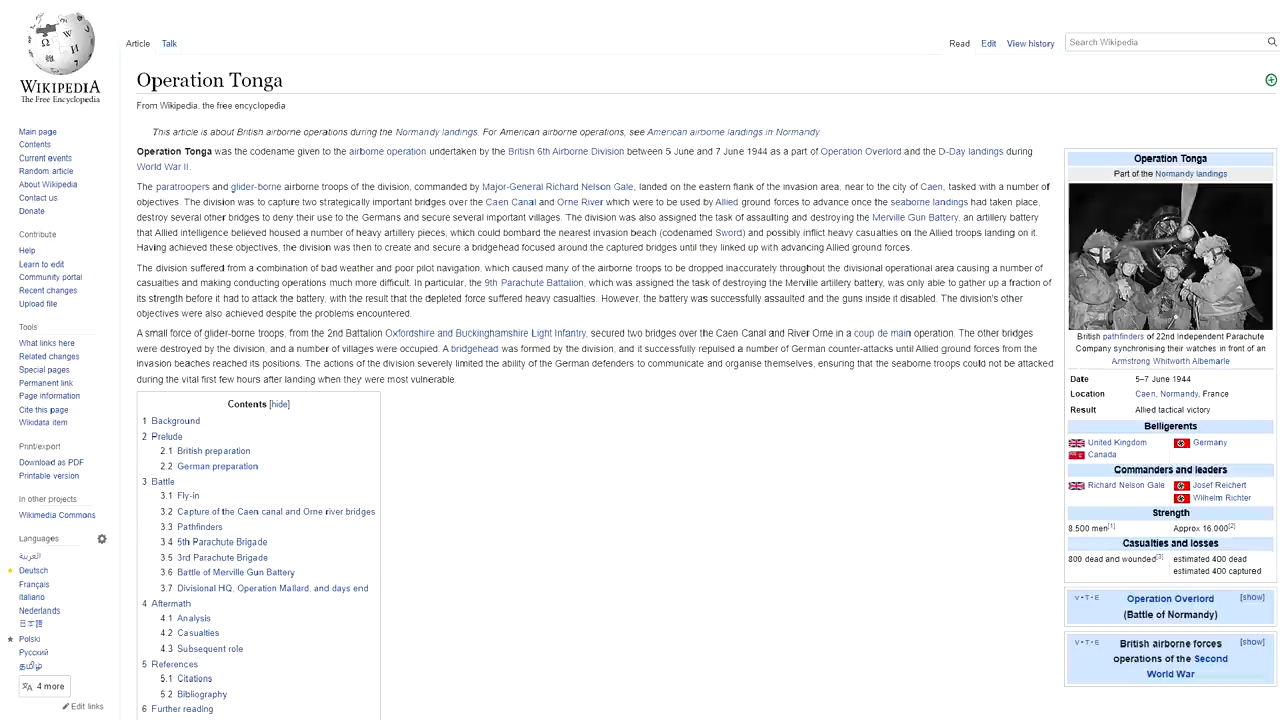 WIKIPEDIA
The Free Encyclopedia
Main page
Contents
Current events
Random article
About Wikipedia
Contact us
Donate
Contribute
Help
Learn to edit
Community portal
Recent changes
Upload file
Tools
What links here
Related changes
Special pages
Permanent link
Page information
Cite this page
Wikidata item
Print/export
Download as PDF
Printable version
In other projects
Wikimedia Commons
Languages
العربية
Deutsch
Français
Italiano
Nederlands
日本語
Polski
Русский
தமிழ்
4 more
Edit links
Article Talk
Read Edit View history
Search Wikipedia
Operation Tonga
From Wikipedia, the free encyclopedia
This article is about British airborne operations during the Normandy landings. For American airborne operations, see American airborne landings in Normandy
Operation Tonga was the codename given to the airborne operation undertaken by the British 6th Airborne Division between 5 June and 7 June 1944 as a part of Operation Overlord and the D-Day landings during
World War II.
The paratroopers and glider-borne airborne troops of the division, commanded by Major-General Richard Nelson Gale, landed on the eastern flank of the invasion area, near to the city of Caen, tasked with a number of
objectives. The division was to capture two strategically important bridges over the Caen Canal and Orne River which were to be used by Allied ground forces to advance once the seaborne landings had taken place,
destroy several other bridges to deny their use to the Germans and secure several important villages. The division was also assigned the task of assaulting and destroying the Merville Gun Battery, an artillery battery
that Allied intelligence believed housed a number of heavy artillery pieces, which could bombard the nearest invasion beach (codenamed Sword) and possibly inflict heavy casualties on the Allied troops landing on it.
Having achieved these objectives, the division was then to create and secure a bridgehead focused around the captured bridges until they linked up with advancing Allied ground forces.
The division suffered from a combination of bad weather and poor pilot navigation, which caused many of the airborne troops to be dropped inaccurately throughout the divisional operational area causing a number of
casualties and making conducting operations much more difficult. In particular, the 9th Parachute Battalion, which was assigned the task of destroying the Merville artillery battery, was only able to gather up a fraction of
its strength before it had to attack the battery, with the result that the depleted force suffered heavy casualties. However, the battery was successfully assaulted and the guns inside it disabled. The division's other
objectives were also achieved despite the problems encountered.
A small force of glider-borne troops, from the 2nd Battalion Oxfordshire and Buckinghamshire Light Infantry, secured two bridges over the Caen Canal and River Orne in a coup de main operation. The other bridges
were destroyed by the division, and a number of villages were occupied. A bridgehead was formed by the division, and it successfully repulsed a number of German counter-attacks until Allied ground forces from the
invasion beaches reached its positions. The actions of the division severely limited the ability of the German defenders to communicate and organise themselves, ensuring that the seaborne troops could not be attacked
during the vital first few hours after landing when they were most vulnerable.
Contents [hide]
1 Background
2 Prelude
2.1 British preparation
2.2 German preparation
3 Battle
3.1 Fly-in
3.2 Capture of the Caen canal and Orne river bridges
3.3 Pathfinders
3.4 5th Parachute Brigade
3.5 3rd Parachute Brigade
3.6 Battle of Merville Gun Battery
3.7 Divisional HQ, Operation Mallard, and days end
4 Aftermath
4.1 Analysis
4.2 Casualties
4.3 Subsequent role
5 References
5.1 Citations
5.2 Bibliography
6 Further reading
Operation Tonga
Part of the Normandy landings
British pathfinders of 22nd Independent Parachute
Company synchronising their watches in front of an
Armstrong Whitworth Albemarle
Date 5–7 June 1944
Location Caen, Normandy, France
Result Allied tactical victory
Belligerents
United Kingdom Germany
Canada
Commanders and leaders
Richard Nelson Gale Josef Reichert
Wilhelm Richter
Strength
8,500 men[1] Approx 16,000[2]
Casualties and losses
800 dead and wounded[3] estimated 400 dead
estimated 400 captured
V·T·E Operation Overlord [show]
(Battle of Normandy)
V·T·E British airborne forces [show]
operations of the Second
World War